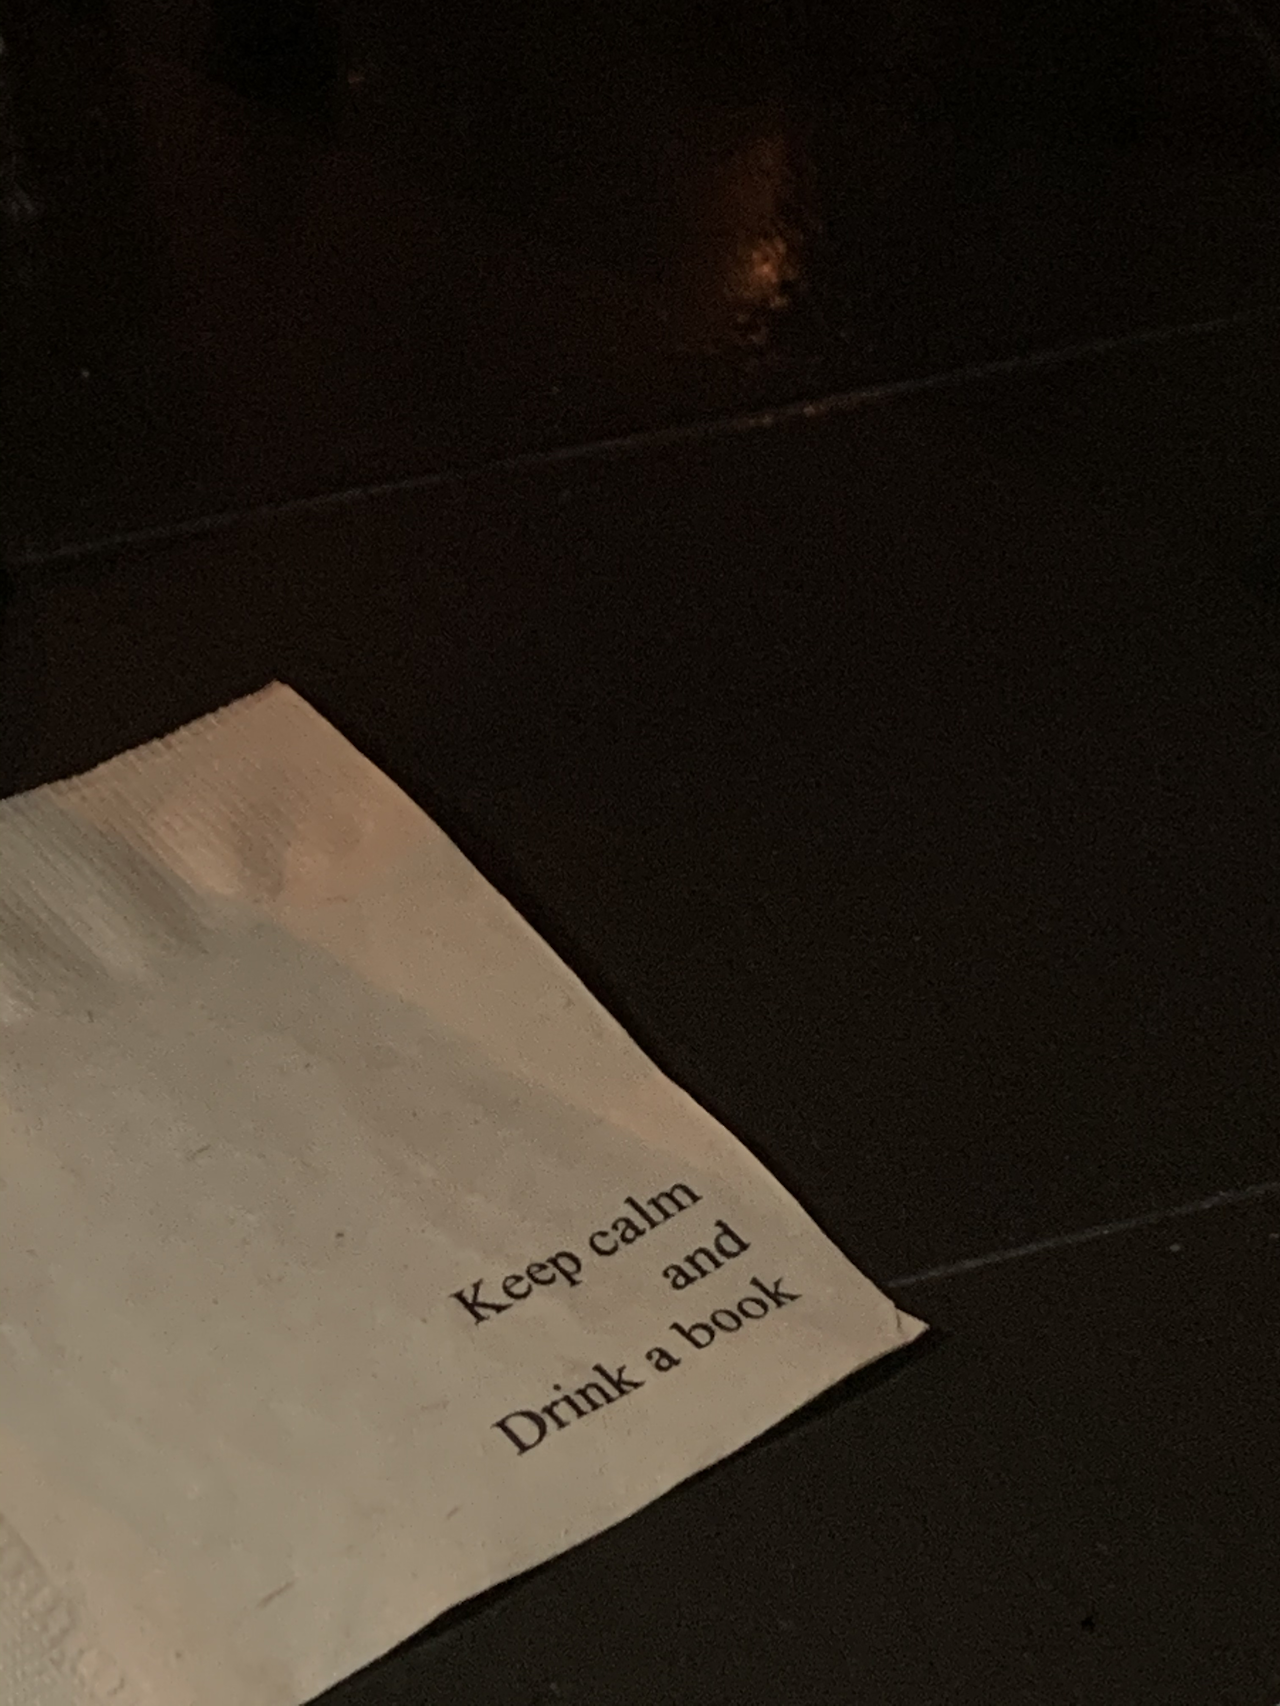 Keep calm
and
Drink a book